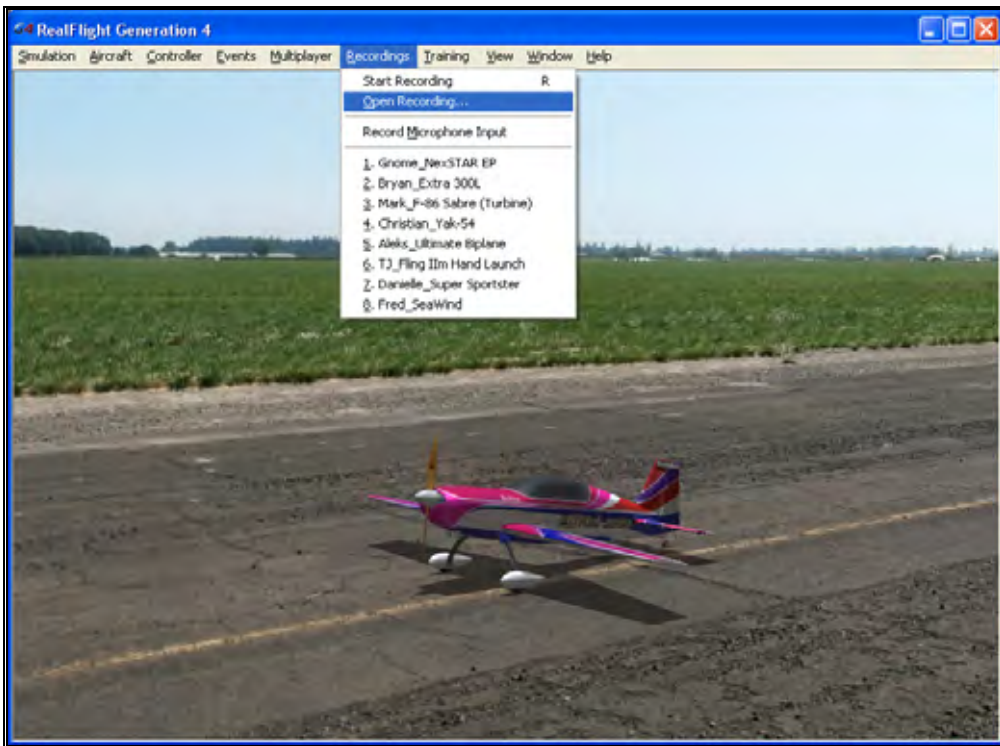 G4 RealFlight Generation 4
Simulation Aircraft Controller Events Multiplayer Recordings Training View Window Help
Start Recording R
Open Recording...
Record Microphone Input
1. Gnome_NexSTAR EP
2. Bryan_Extra 300L
3. Mark_F-86 Sabre (Turbine)
4. Christian_Yak-54
5. Aleks_Ultimate Biplane
6. TJ_Fling IIm Hand Launch
7. Danielle_Super Sportster
8. Fred_SeaWind